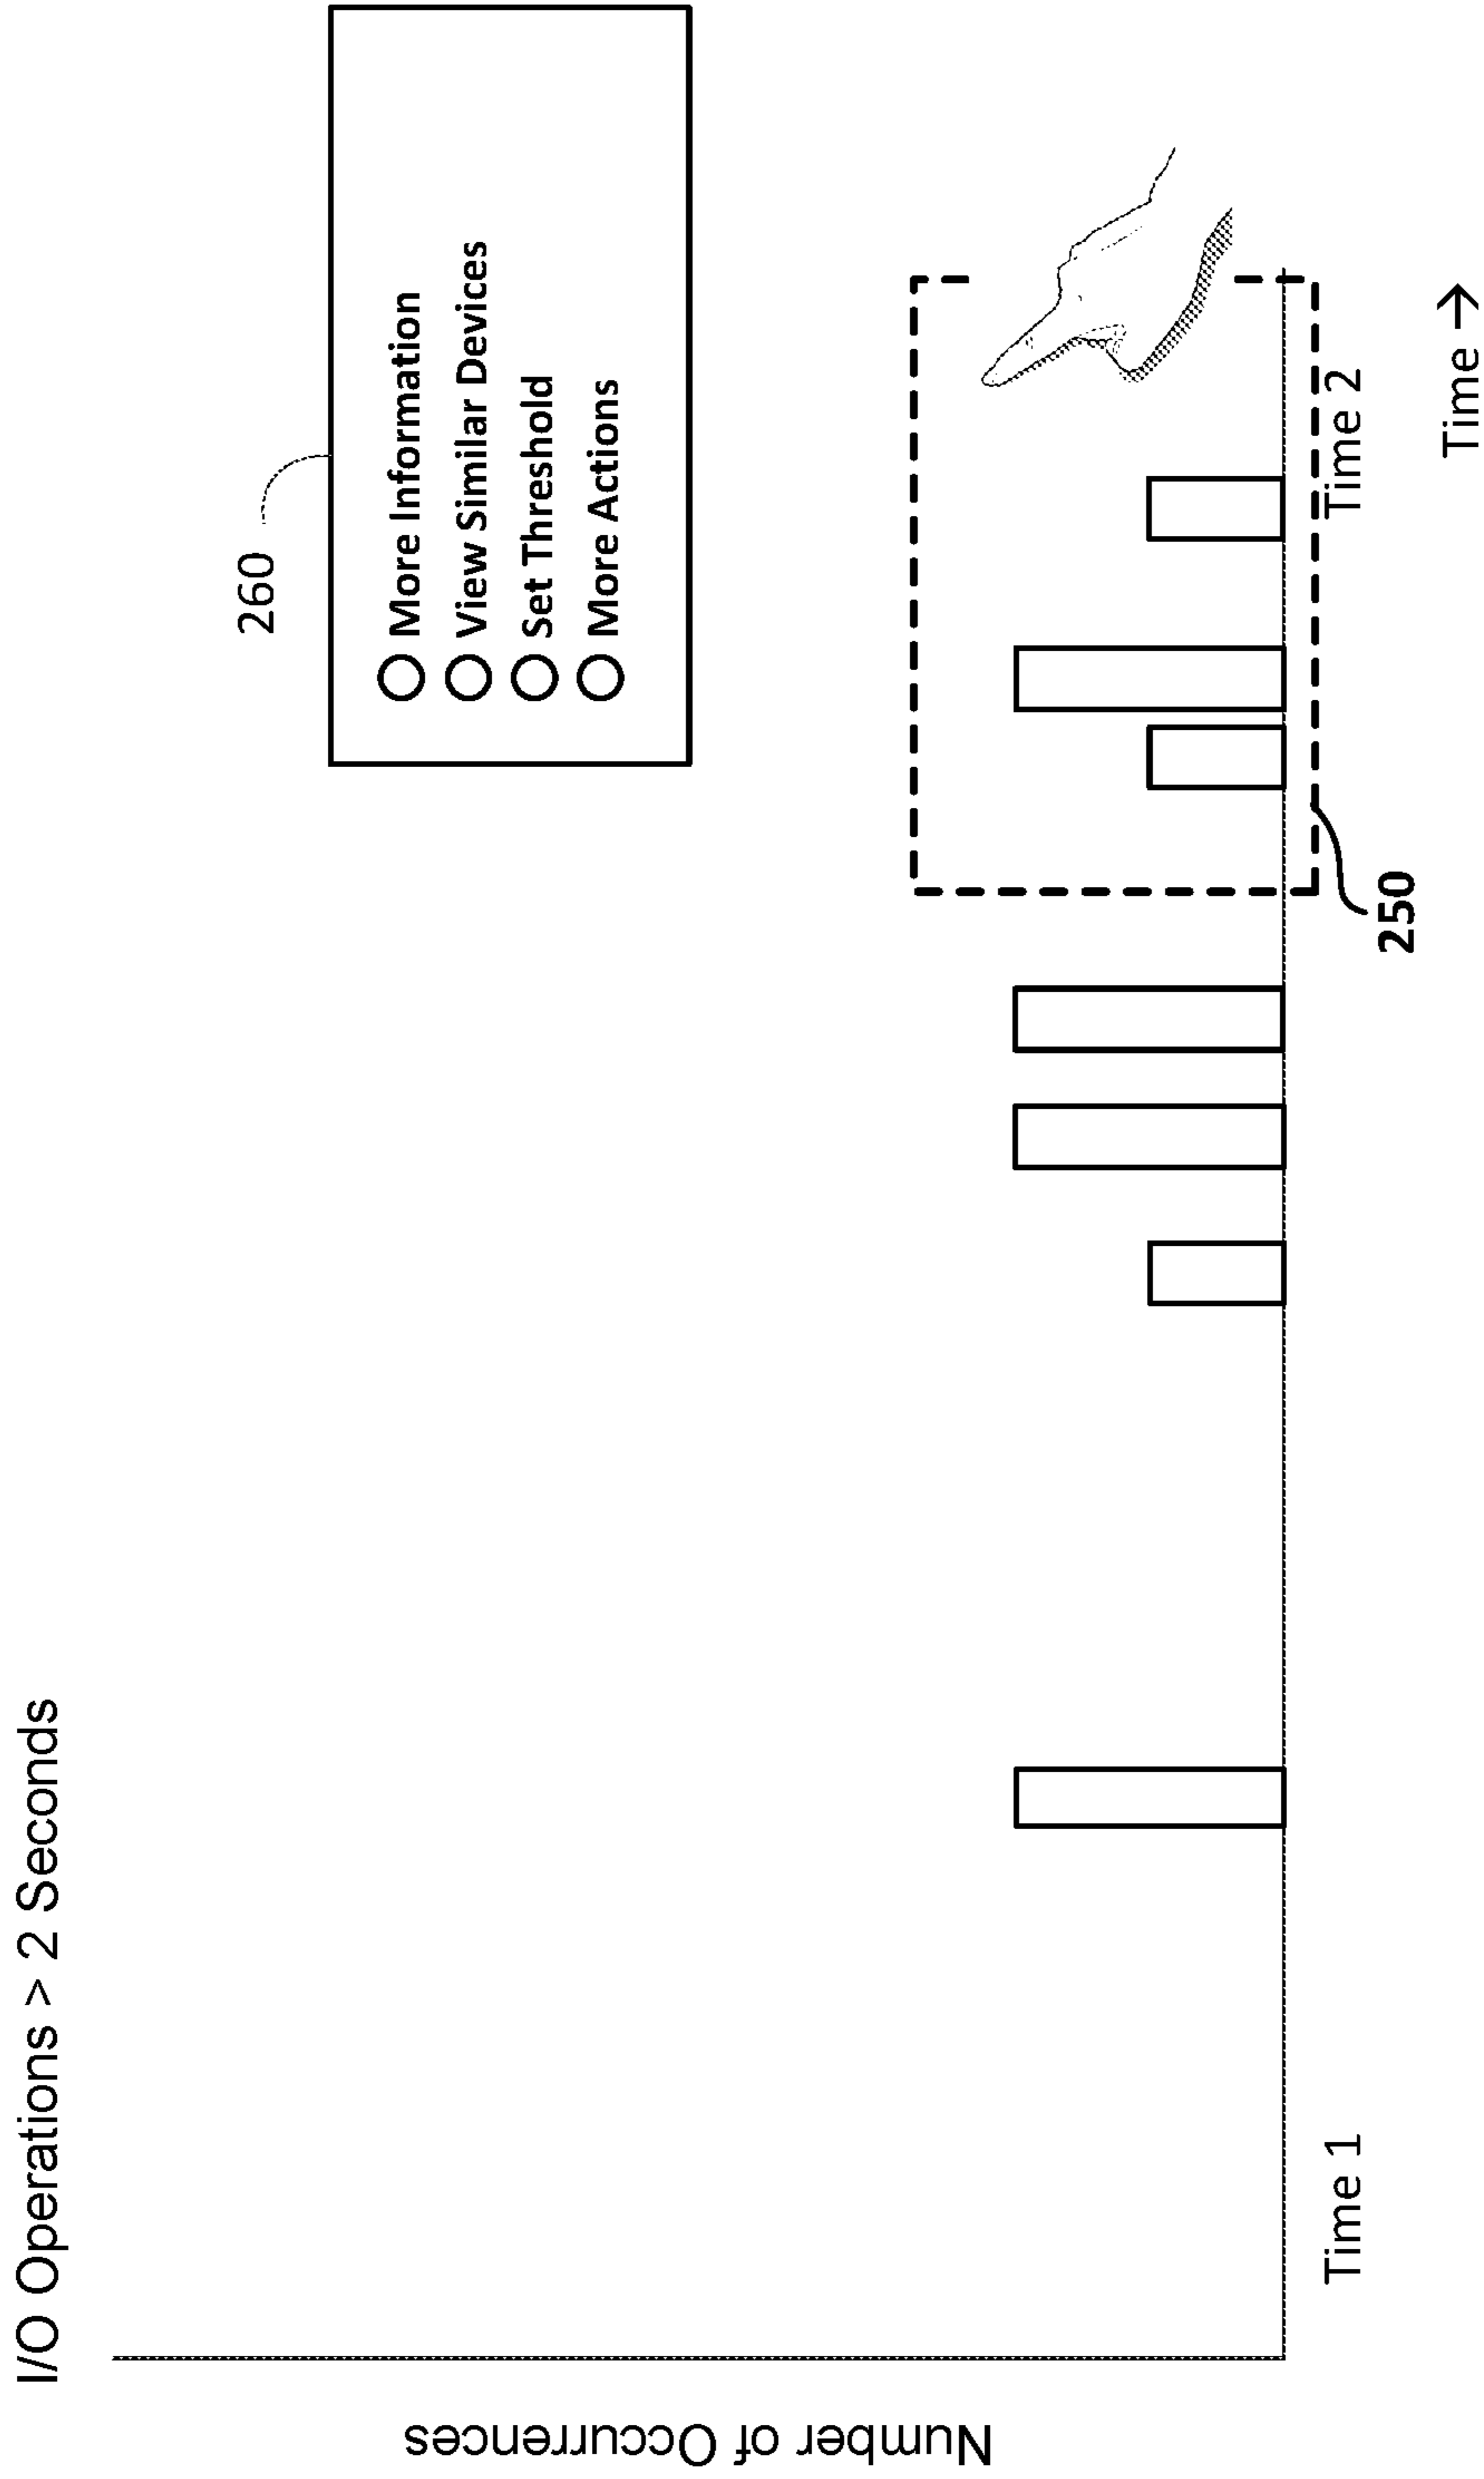 I/O Operations > 2 Seconds
260
More Information
View Similar Devices
Set Threshold
More Actions
Number of Occurrences
250
Time 1
Time 2
Time →